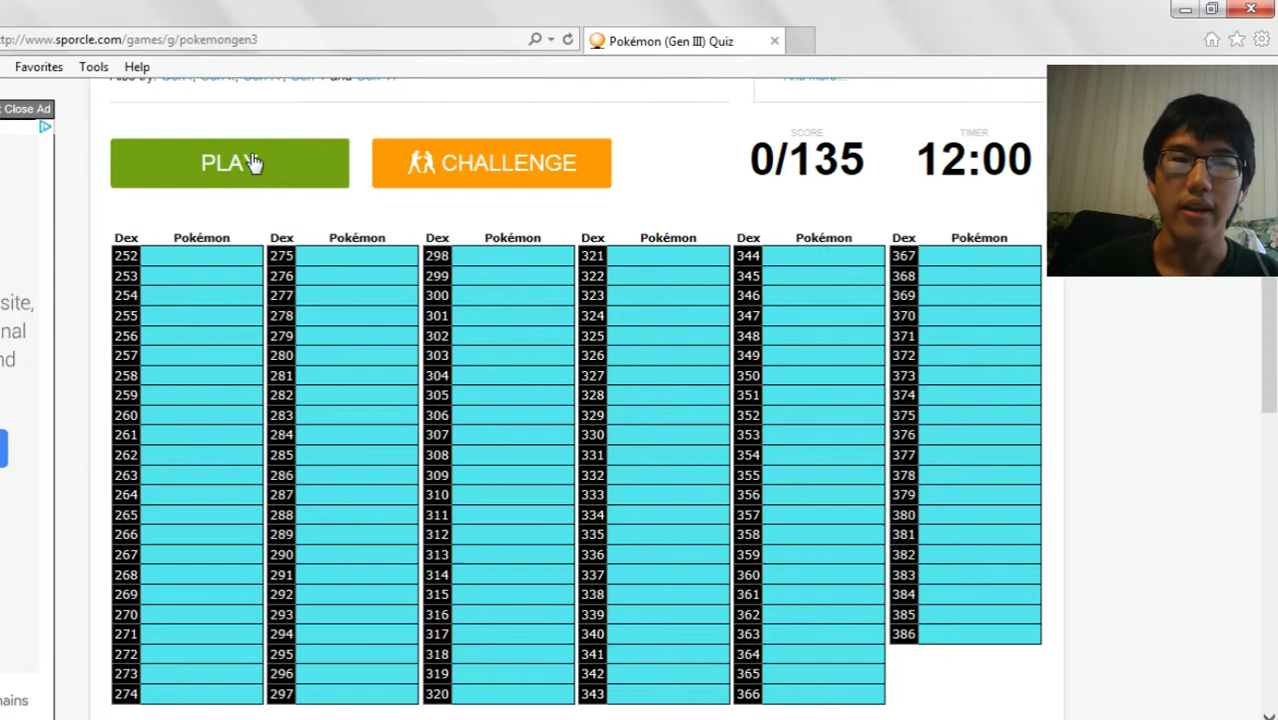 ttp://www.sporcle.com/games/g/pokemongen3
Pokémon (Gen III) Quiz
Favorites Tools Help
Close Ad
PLAY
CHALLENGE
SCORE
0/135
TIMER
12:00
Dex Pokémon Dex Pokémon Dex Pokémon Dex Pokémon Dex Pokémon Dex Pokémon
252 275 298 321 344 367
253 276 299 322 345 368
254 277 300 323 346 369
255 278 301 324 347 370
256 279 302 325 348 371
257 280 303 326 349 372
258 281 304 327 350 373
259 282 305 328 351 374
260 283 306 329 352 375
261 284 307 330 353 376
262 285 308 331 354 377
263 286 309 332 355 378
264 287 310 333 356 379
265 288 311 334 357 380
266 289 312 335 358 381
267 290 313 336 359 382
268 291 314 337 360 383
269 292 315 338 361 384
270 293 316 339 362 385
271 294 317 340 363 386
272 295 318 341 364
273 296 319 342 365
274 297 320 343 366
site,
onal
nd
nains